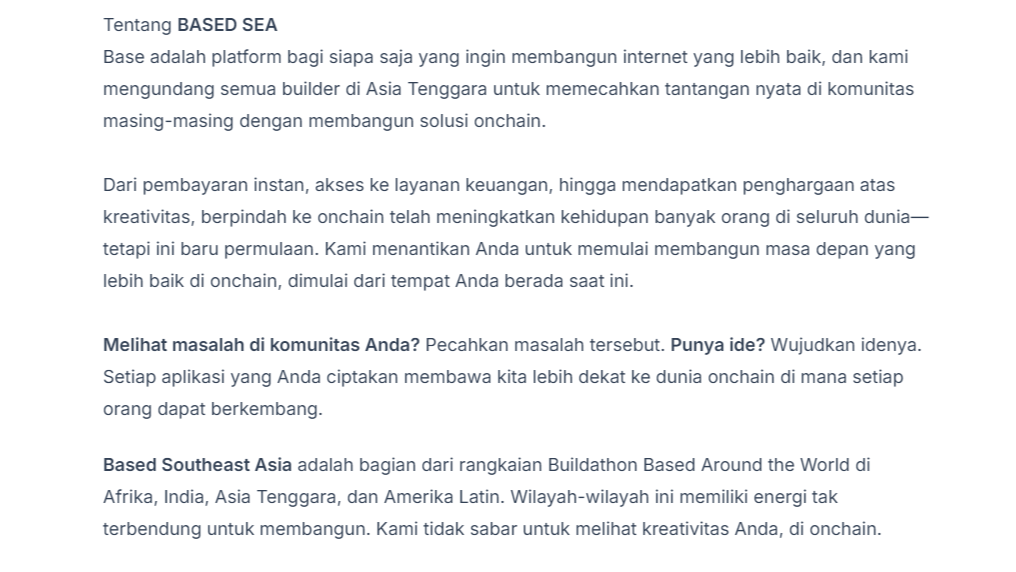 Tentang BASED SEA
Base adalah platform bagi siapa saja yang ingin membangun internet yang lebih baik, dan kami
mengundang semua builder di Asia Tenggara untuk memecahkan tantangan nyata di komunitas
masing-masing dengan membangun solusi onchain.
Dari pembayaran instan, akses ke layanan keuangan, hingga mendapatkan penghargaan atas
kreativitas, berpindah ke onchain telah meningkatkan kehidupan banyak orang di seluruh dunia—
tetapi ini baru permulaan. Kami menantikan Anda untuk memulai membangun masa depan yang
lebih baik di onchain, dimulai dari tempat Anda berada saat ini.
Melihat masalah di komunitas Anda? Pecahkan masalah tersebut. Punya ide? Wujudkan idenya.
Setiap aplikasi yang Anda ciptakan membawa kita lebih dekat ke dunia onchain di mana setiap
orang dapat berkembang.
Based Southeast Asia adalah bagian dari rangkaian Buildathon Based Around the World di
Afrika, India, Asia Tenggara, dan Amerika Latin. Wilayah-wilayah ini memiliki energi tak
terbendung untuk membangun. Kami tidak sabar untuk melihat kreativitas Anda, di onchain.